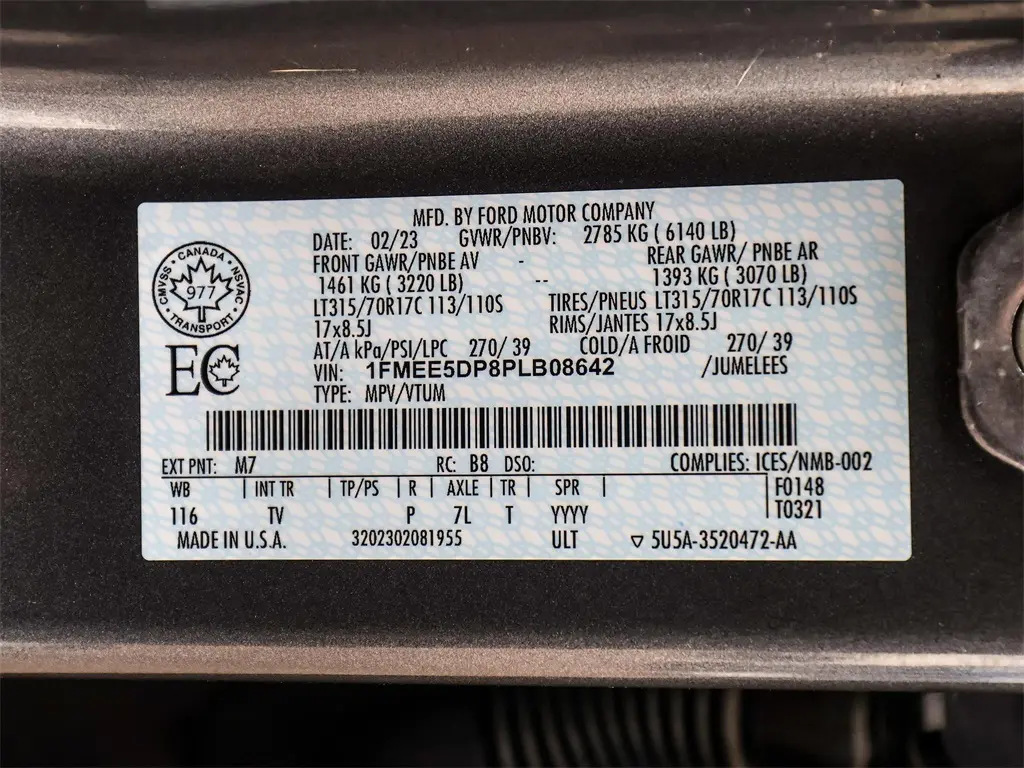 MFD. BY FORD MOTOR COMPANY
DATE: 02/23 GVWR/PNBV: 2785 KG ( 6140 LB)
FRONT GAWR/PNBE AV - REAR GAWR/ PNBE AR
1461 KG ( 3220 LB) -- 1393 KG ( 3070 LB)
LT315/70R17C 113/110S TIRES/PNEUS LT315/70R17C 113/110S
17x8.5J RIMS/JANTES 17x8.5J
AT/A kPa/PSI/LPC 270/ 39 COLD/A FROID 270/ 39
VIN: 1FMEE5DP8PLB08642 /JUMELEES
TYPE: MPV/VTUM
CMVSS · CANADA · NSVAC · TRANSPORT
977
EC
EXT PNT: M7 RC: B8 DSO: COMPLIES: ICES/NMB-002
WB | INT TR | TP/PS | R | AXLE | TR | SPR | F0148
116 TV P 7L T YYYY T0321
MADE IN U.S.A. 3202302081955 ULT ▽ 5U5A-3520472-AA